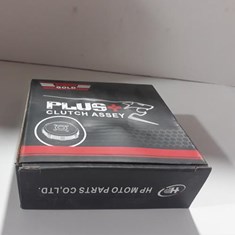 GOLD
PLUS+
CLUTCH ASSEY
HP MOTO PARTS CO.,LTD.